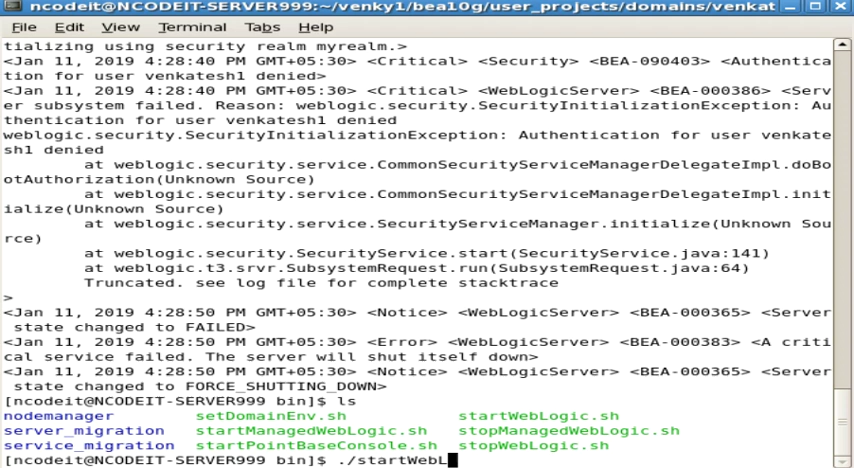 ncodeit@NCODEIT-SERVER999:~/venky1/bea10g/user_projects/domains/venkat
File Edit View Terminal Tabs Help
tializing using security realm myrealm.>
<Jan 11, 2019 4:28:40 PM GMT+05:30> <Critical> <Security> <BEA-090403> <Authentica
tion for user venkatesh1 denied>
<Jan 11, 2019 4:28:40 PM GMT+05:30> <Critical> <WebLogicServer> <BEA-000386> <Serv
er subsystem failed. Reason: weblogic.security.SecurityInitializationException: Au
thentication for user venkatesh1 denied
weblogic.security.SecurityInitializationException: Authentication for user venkate
sh1 denied
at weblogic.security.service.CommonSecurityServiceManagerDelegateImpl.doBo
otAuthorization(Unknown Source)
at weblogic.security.service.CommonSecurityServiceManagerDelegateImpl.init
ialize(Unknown Source)
at weblogic.security.service.SecurityServiceManager.initialize(Unknown Sou
rce)
at weblogic.security.SecurityService.start(SecurityService.java:141)
at weblogic.t3.srvr.SubsystemRequest.run(SubsystemRequest.java:64)
Truncated. see log file for complete stacktrace
>
<Jan 11, 2019 4:28:50 PM GMT+05:30> <Notice> <WebLogicServer> <BEA-000365> <Server
state changed to FAILED>
<Jan 11, 2019 4:28:50 PM GMT+05:30> <Error> <WebLogicServer> <BEA-000383> <A criti
cal service failed. The server will shut itself down>
<Jan 11, 2019 4:28:50 PM GMT+05:30> <Notice> <WebLogicServer> <BEA-000365> <Server
state changed to FORCE_SHUTTING_DOWN>
[ncodeit@NCODEIT-SERVER999 bin]$ ls
nodemanager setDomainEnv.sh startWebLogic.sh
server_migration startManagedWebLogic.sh stopManagedWebLogic.sh
service_migration startPointBaseConsole.sh stopWebLogic.sh
[ncodeit@NCODEIT-SERVER999 bin]$ ./startWebL